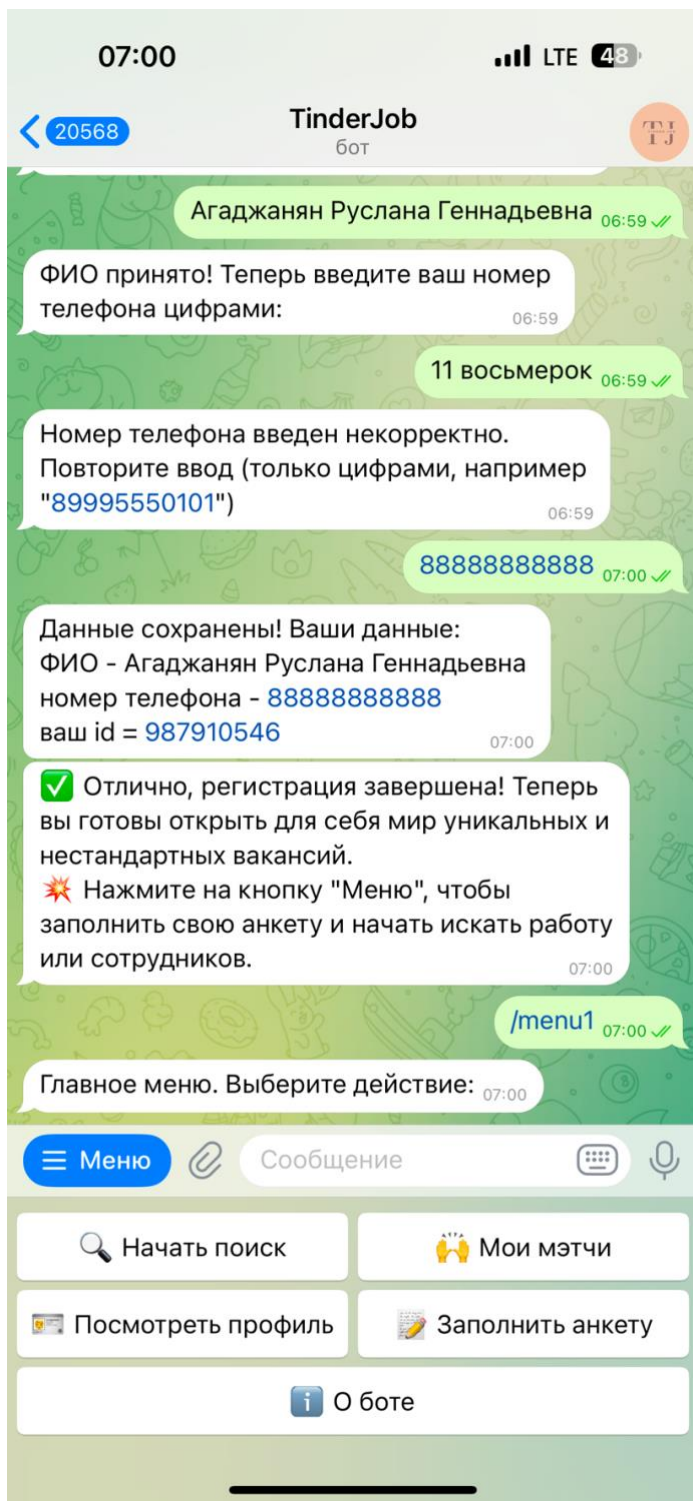 07:00
LTE 48
20568
TinderJob
бот
TJ
Агаджанян Руслана Геннадьевна 06:59
ФИО принято! Теперь введите ваш номер
телефона цифрами:
06:59
11 восьмерок 06:59
Номер телефона введен некорректно.
Повторите ввод (только цифрами, например
"89995550101")
06:59
88888888888 07:00
Данные сохранены! Ваши данные:
ФИО - Агаджанян Руслана Геннадьевна
номер телефона - 88888888888
ваш id = 987910546
07:00
✅ Отлично, регистрация завершена! Теперь
вы готовы открыть для себя мир уникальных и
нестандартных вакансий.
💥 Нажмите на кнопку "Меню", чтобы
заполнить свою анкету и начать искать работу
или сотрудников.
07:00
/menu1 07:00
Главное меню. Выберите действие: 07:00
Меню
Сообщение
🔍 Начать поиск
🙌 Мои мэтчи
🪪 Посмотреть профиль
📝 Заполнить анкету
ℹ️ О боте